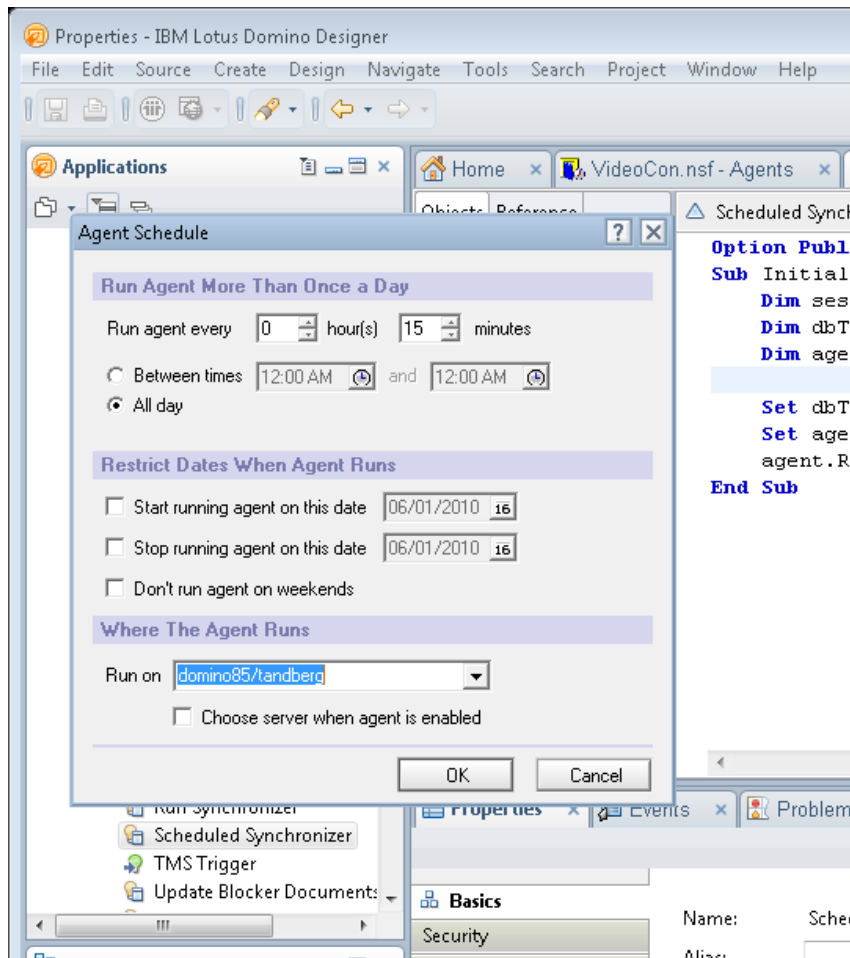 Properties - IBM Lotus Domino Designer
File Edit Source Create Design Navigate Tools Search Project Window Help
Applications
Home
VideoCon.nsf - Agents
Objects Reference
Agent Schedule
Run Agent More Than Once a Day
Run agent every 0 hour(s) 15 minutes
Between times 12:00 AM and 12:00 AM
All day
Restrict Dates When Agent Runs
Start running agent on this date 06/01/2010 16
Stop running agent on this date 06/01/2010 16
Don't run agent on weekends
Where The Agent Runs
Run on domino85/tandberg
Choose server when agent is enabled
OK Cancel
Scheduled Synch
Option Publ
Sub Initial
Dim ses
Dim dbT
Dim age
Set dbT
Set age
agent.R
End Sub
Run Synchronizer
Scheduled Synchronizer
TMS Trigger
Update Blocker Documents
Properties Events Problem
Basics
Security
Name: Sche
Alias: